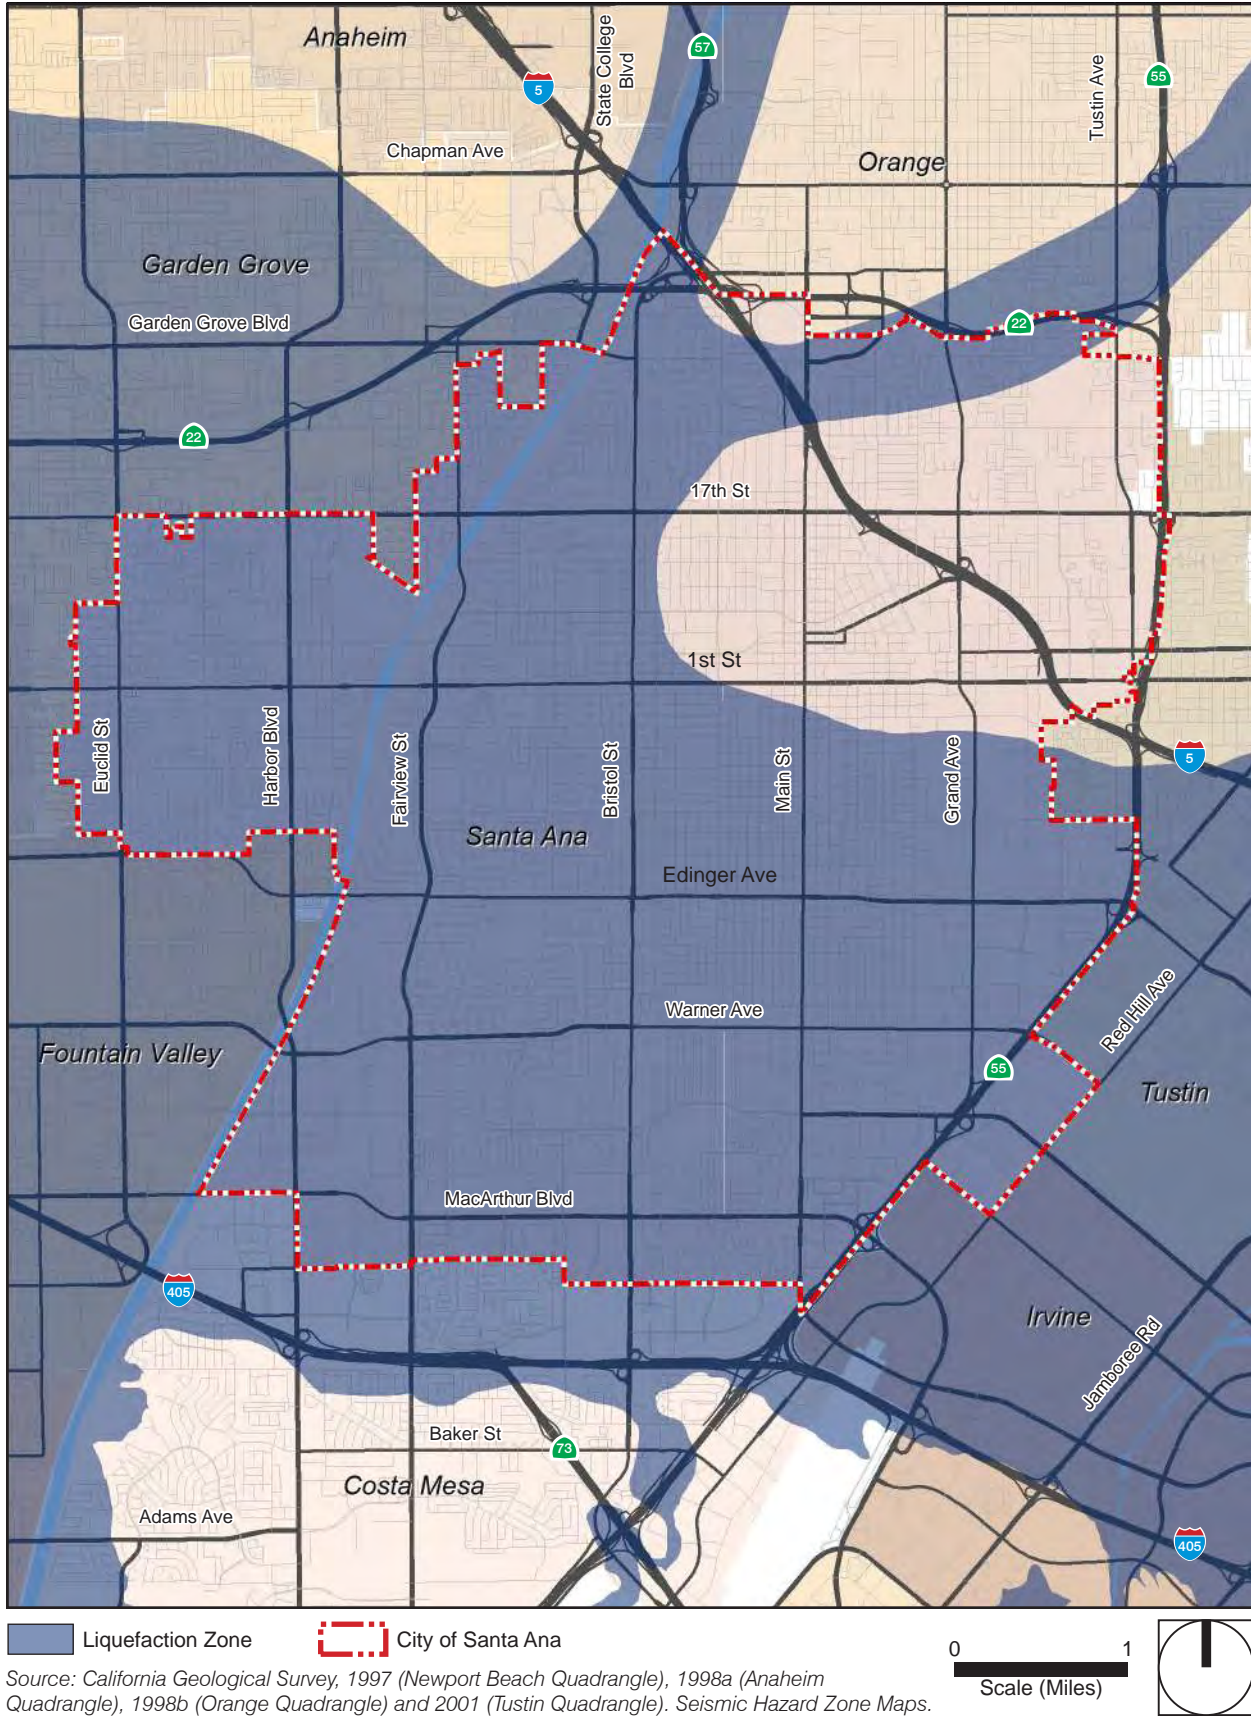 Anaheim
State College
Blvd
57
5
Tustin Ave
55
Chapman Ave
Orange
Garden Grove
Garden Grove Blvd
22
22
17th St
1st St
Euclid St
Harbor Blvd
Fairview St
Bristol St
Main St
Grand Ave
5
Santa Ana
Edinger Ave
Warner Ave
Red Hill Ave
Fountain Valley
55
Tustin
MacArthur Blvd
405
Irvine
Jamboree Rd
Baker St
73
Costa Mesa
Adams Ave
405
Liquefaction Zone
City of Santa Ana
0 1
Scale (Miles)
Source: California Geological Survey, 1997 (Newport Beach Quadrangle), 1998a (Anaheim
Quadrangle), 1998b (Orange Quadrangle) and 2001 (Tustin Quadrangle). Seismic Hazard Zone Maps.